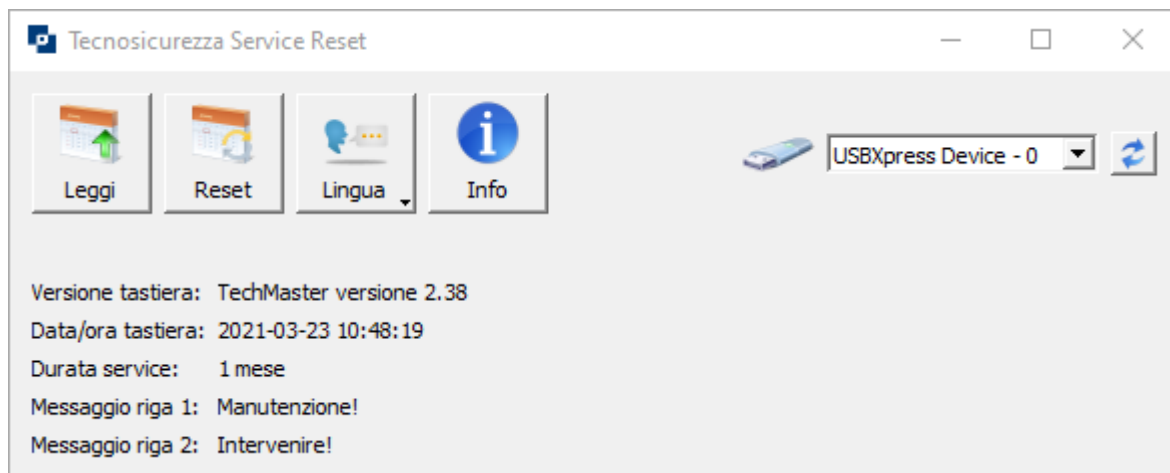 Tecnosicurezza Service Reset
Leggi Reset Lingua Info USBXpress Device - 0
Versione tastiera: TechMaster versione 2.38
Data/ora tastiera: 2021-03-23 10:48:19
Durata service: 1 mese
Messaggio riga 1: Manutenzione!
Messaggio riga 2: Intervenire!